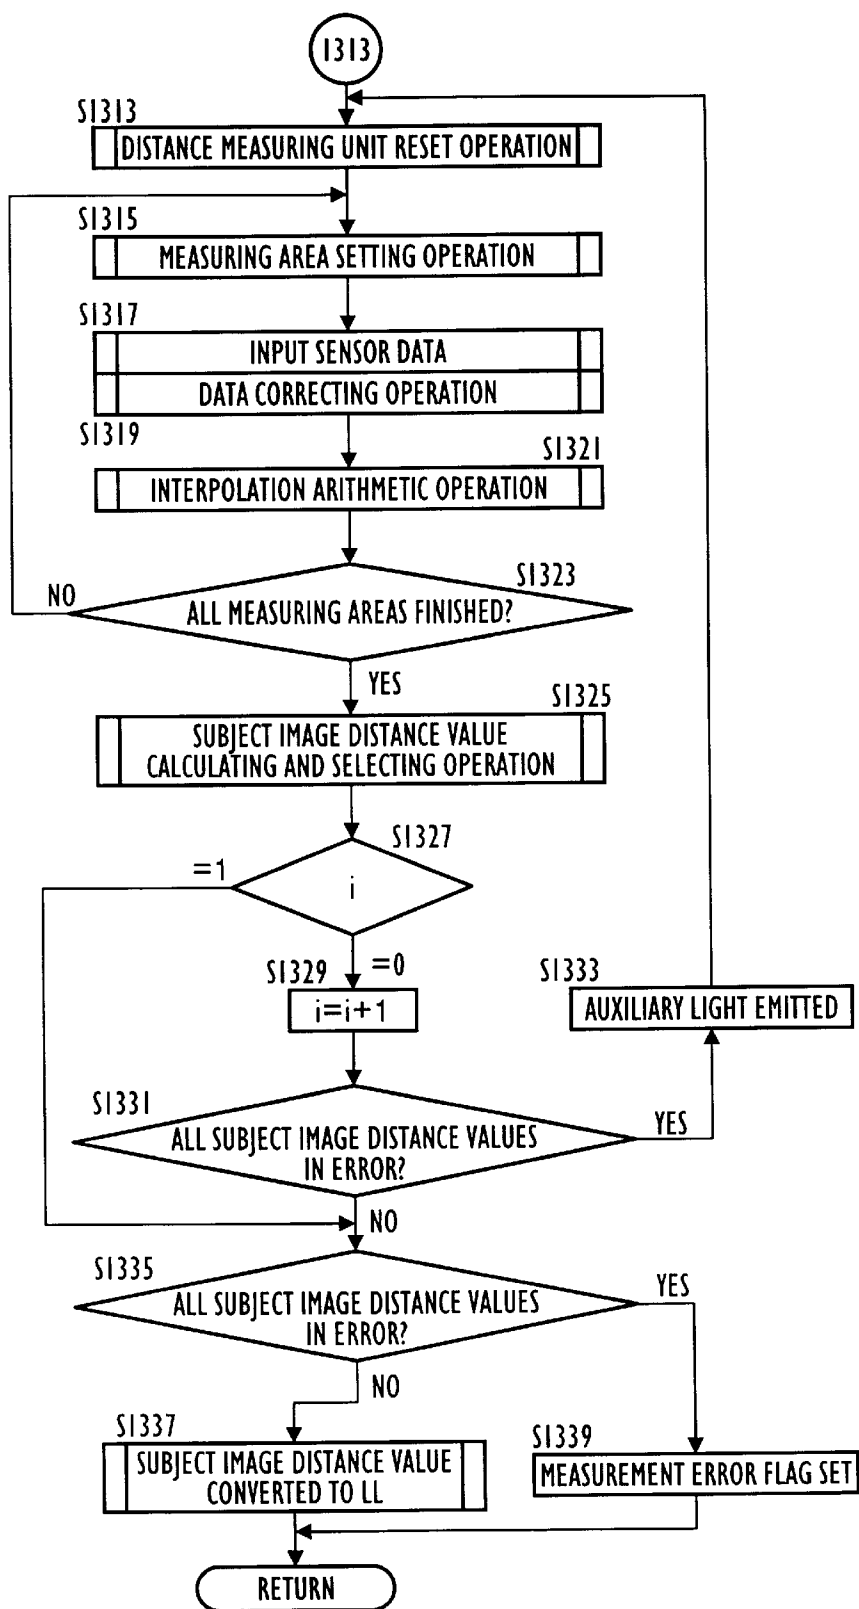 1313
S1313
DISTANCE MEASURING UNIT RESET OPERATION
S1315
MEASURING AREA SETTING OPERATION
S1317
INPUT SENSOR DATA
DATA CORRECTING OPERATION
S1319
S1321
INTERPOLATION ARITHMETIC OPERATION
S1323
NO
ALL MEASURING AREAS FINISHED?
YES
S1325
SUBJECT IMAGE DISTANCE VALUE
CALCULATING AND SELECTING OPERATION
S1327
=1
i
=0
S1329
i=i+1
S1333
AUXILIARY LIGHT EMITTED
S1331
YES
ALL SUBJECT IMAGE DISTANCE VALUES
IN ERROR?
NO
S1335
YES
ALL SUBJECT IMAGE DISTANCE VALUES
IN ERROR?
NO
S1337
SUBJECT IMAGE DISTANCE VALUE
CONVERTED TO LL
S1339
MEASUREMENT ERROR FLAG SET
RETURN